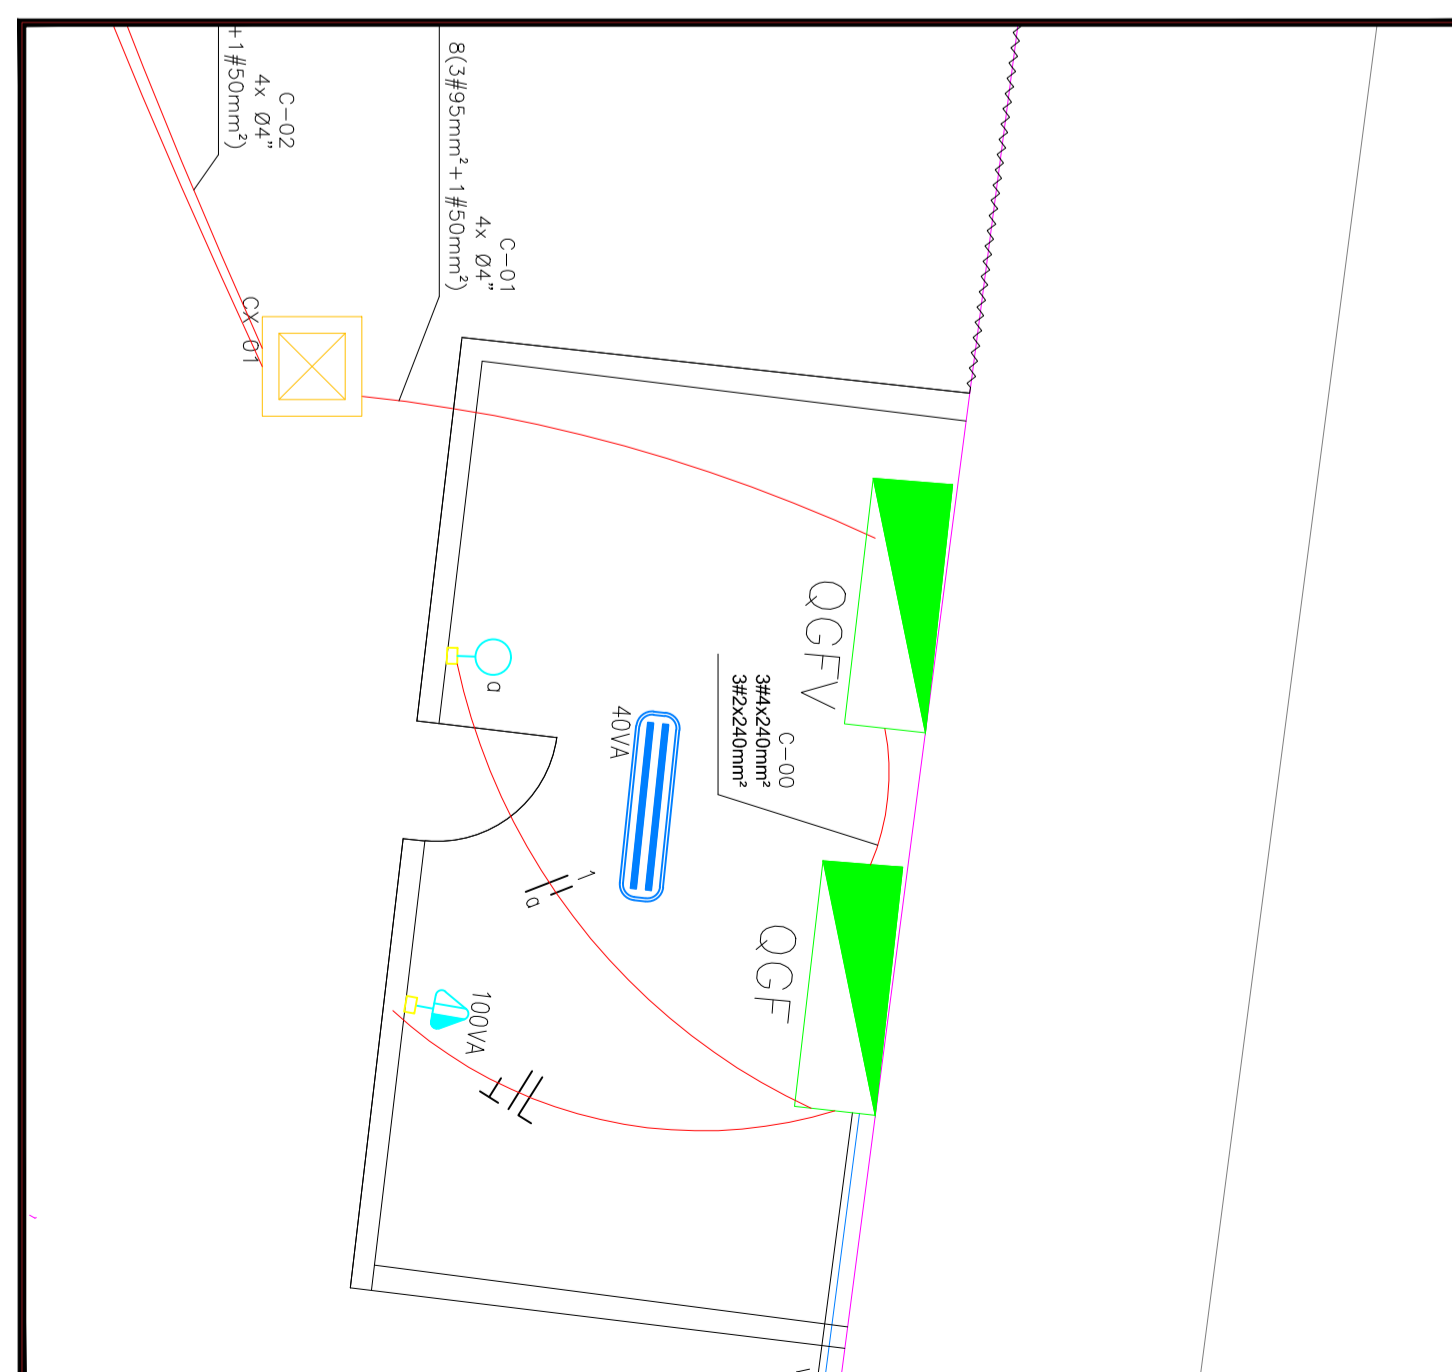 C-02
4x Ø4"
+1#50mm²)
C-01
4x Ø4"
8(3#95mm²+1#50mm²)
CX-01
QGFV
C-00
3#4x240mm²
3#2x240mm²
40VA
a
1
a
QGF
100VA